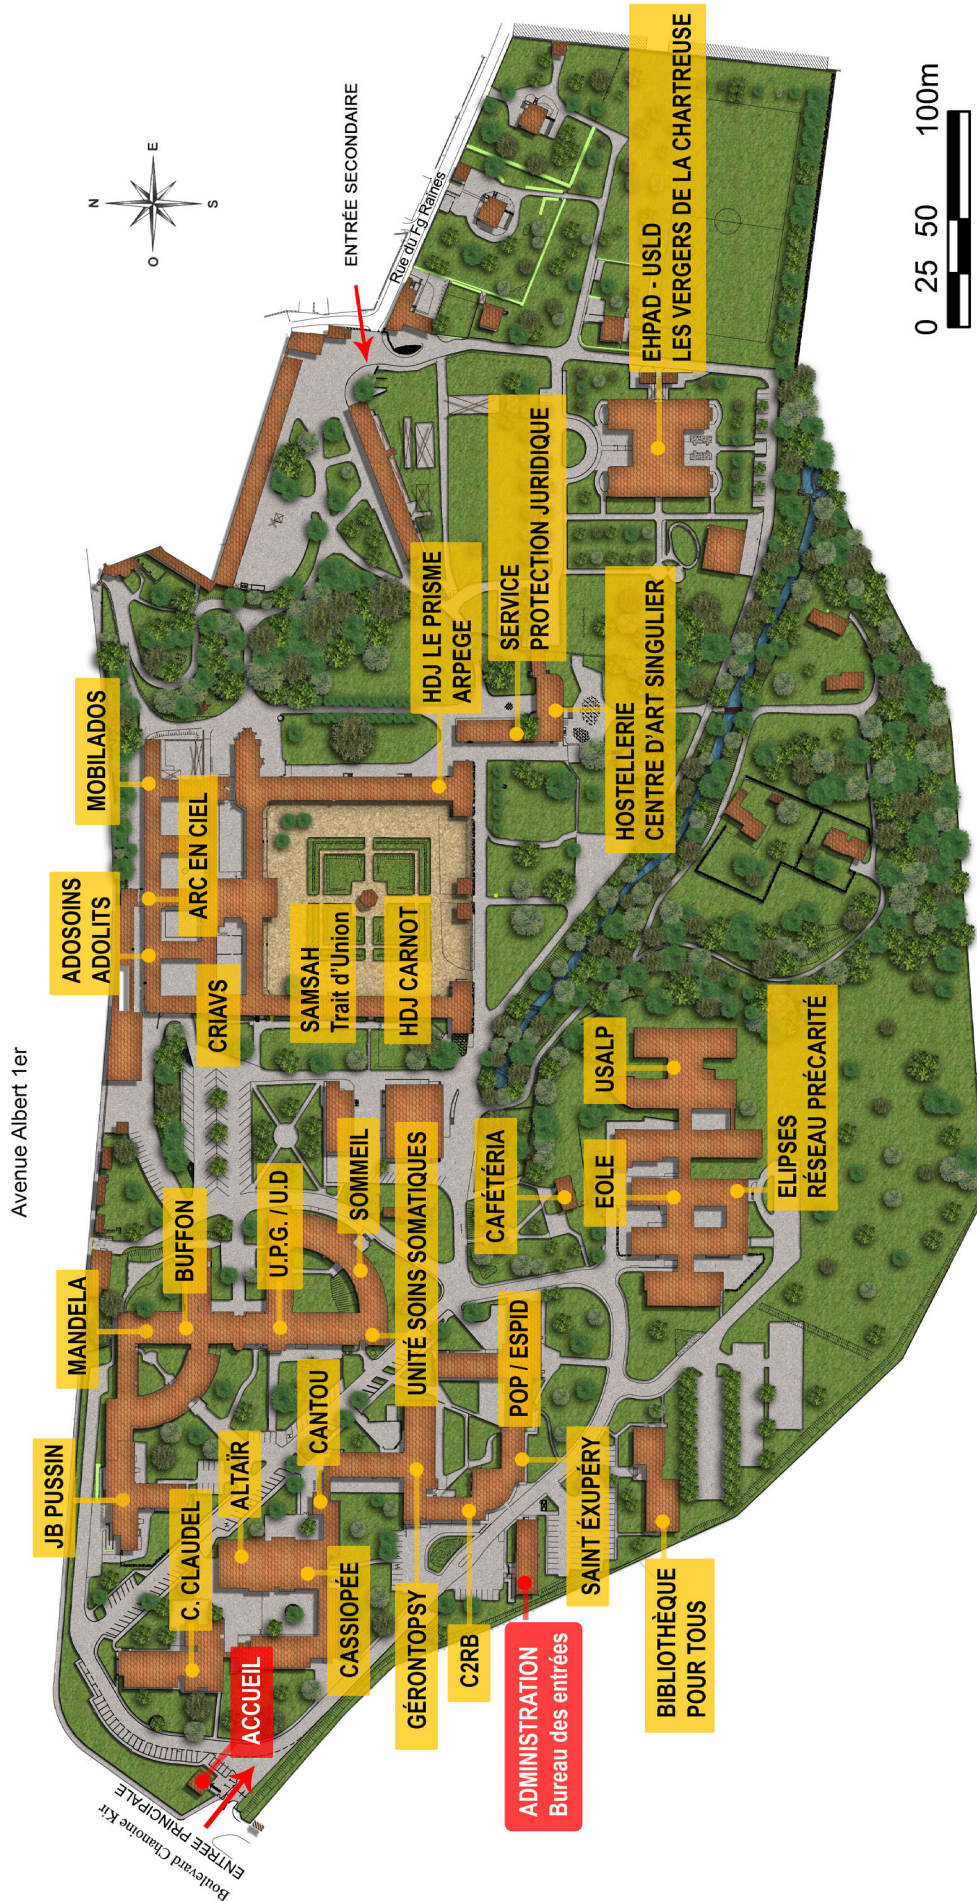 Avenue Albert 1er
N
O
E
S
ENTRÉE SECONDAIRE
Rue du Fg Raines
Boulevard Chanoine Kir
ENTRÉE PRINCIPALE
ACCUEIL
JB PUSSIN
MANDELA
BUFFON
C. CLAUDEL
ALTAÏR
U.P.G. / U.D
SOMMEIL
CANTOU
CASSIOPÉE
UNITÉ SOINS SOMATIQUES
GÉRONTOPSY
C2RB
POP / ESPID
ADMINISTRATION
Bureau des entrées
SAINT ÉXUPÉRY
BIBLIOTHÈQUE
POUR TOUS
ADOSOINS
ADOLITS
MOBILADOS
ARC EN CIEL
CRIAVS
SAMSAH
Trait d'Union
HDJ CARNOT
HDJ LE PRISME
ARPEGE
SERVICE
PROTECTION JURIDIQUE
HOSTELLERIE
CENTRE D'ART SINGULIER
CAFÉTÉRIA
USALP
EOLE
ELIPSES
RÉSEAU PRÉCARITÉ
EHPAD - USLD
LES VERGERS DE LA CHARTREUSE
0 25 50 100m